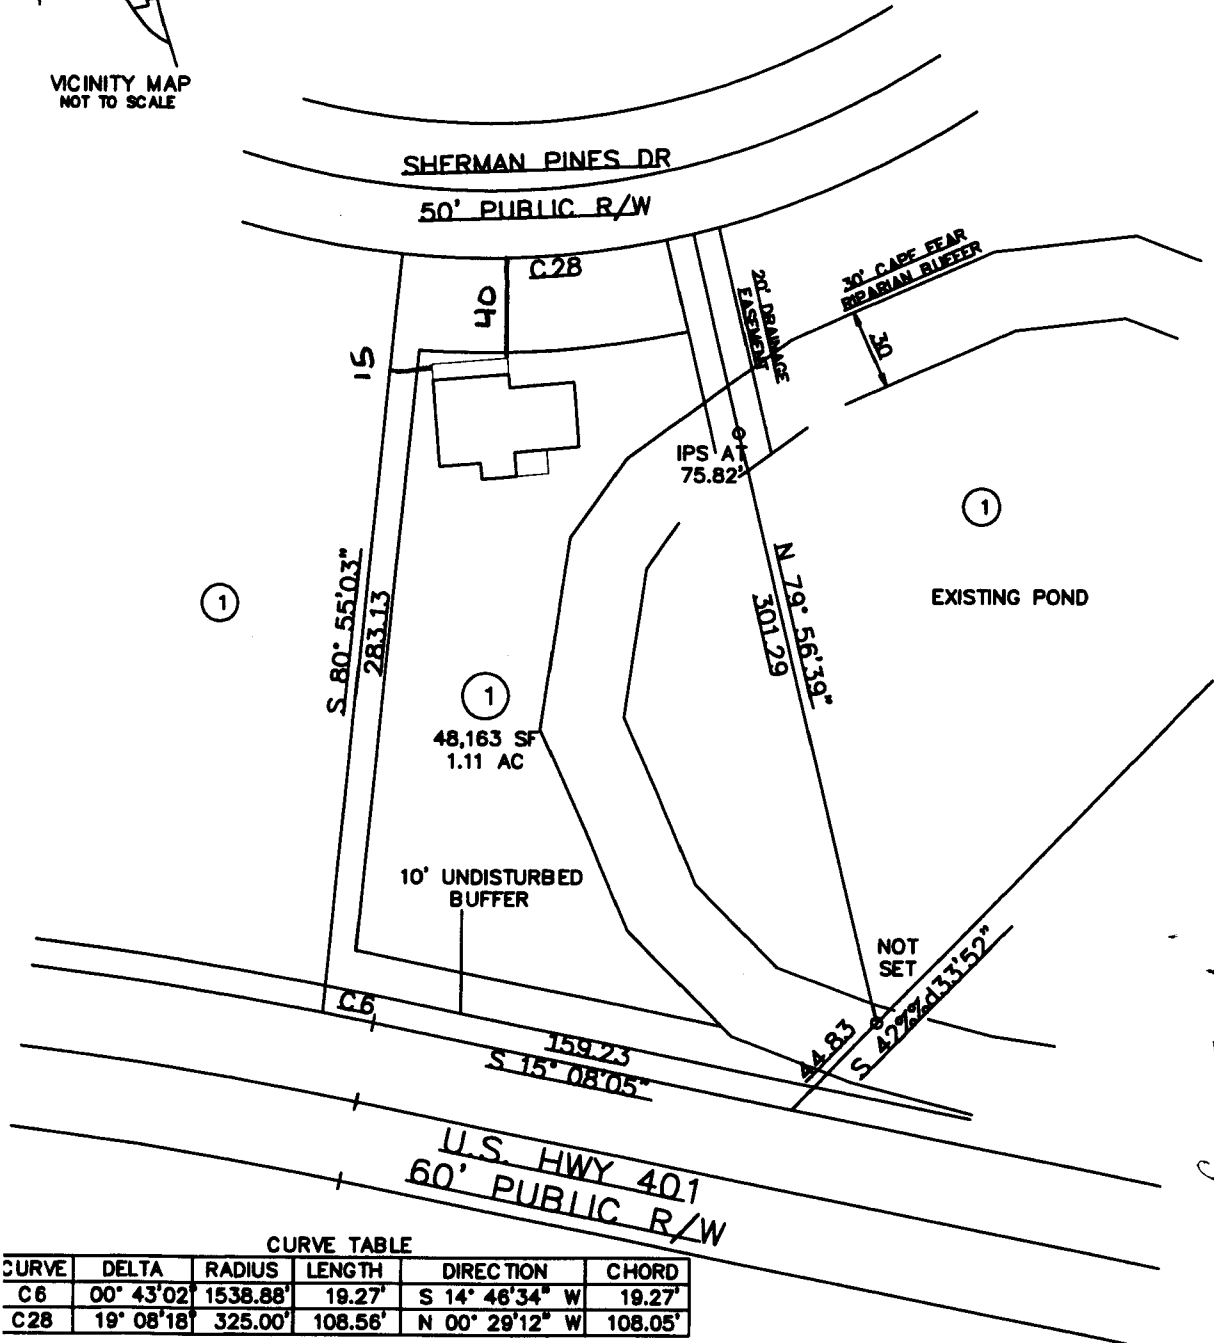 VICINITY MAP
NOT TO SCALE
SHERMAN PINES DR
50' PUBLIC R/W
C28
40
15
20' DRAINAGE
EASEMENT
30' CAPE FEAR
RIPARIAN BUFFER
30
IPS AT
75.82'
1
EXISTING POND
N 79° 56'39"
301.29
1
S 80° 55'03"
283.13
1
48,163 SF
1.11 AC
10' UNDISTURBED
BUFFER
NOT
SET
C6
159.23
S 15° 08'05"
44.83
S 42%%d33'52"
U.S. HWY 401
60' PUBLIC R/W
CURVE TABLE
CURVE DELTA RADIUS LENGTH DIRECTION CHORD
C6 00° 43'02" 1538.88' 19.27' S 14° 46'34" W 19.27'
C28 19° 08'18" 325.00' 108.56' N 00° 29'12" W 108.05'